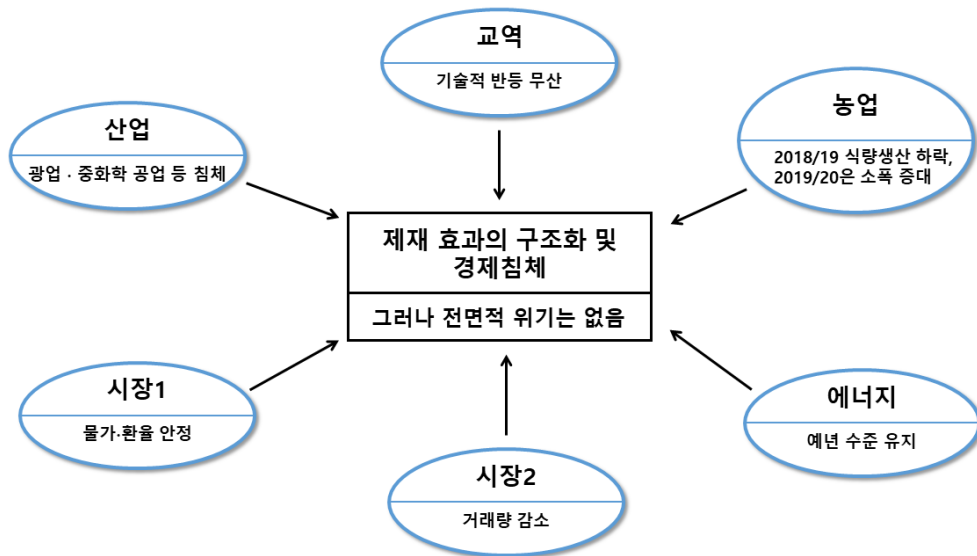 교역
기술적 반등 무산
산업
광업 · 중화학 공업 등 침체
농업
2018/19 식량생산 하락,
2019/20은 소폭 증대
제재 효과의 구조화 및
경제침체
그러나 전면적 위기는 없음
시장1
물가·환율 안정
시장2
거래량 감소
에너지
예년 수준 유지